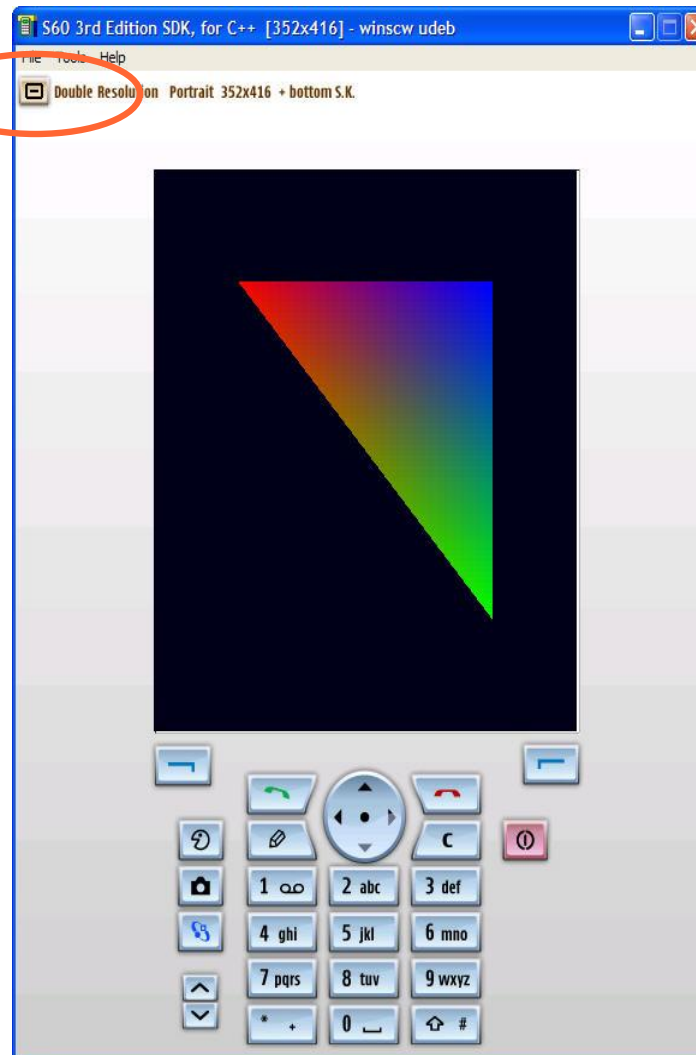 S60 3rd Edition SDK, for C++ [352x416] - winscw udeb
File Tools Help
Double Resolution Portrait 352x416 + bottom S.K.
C
1
2 abc
3 def
4 ghi
5 jkl
6 mno
7 pqrs
8 tuv
9 wxyz
* +
0
#